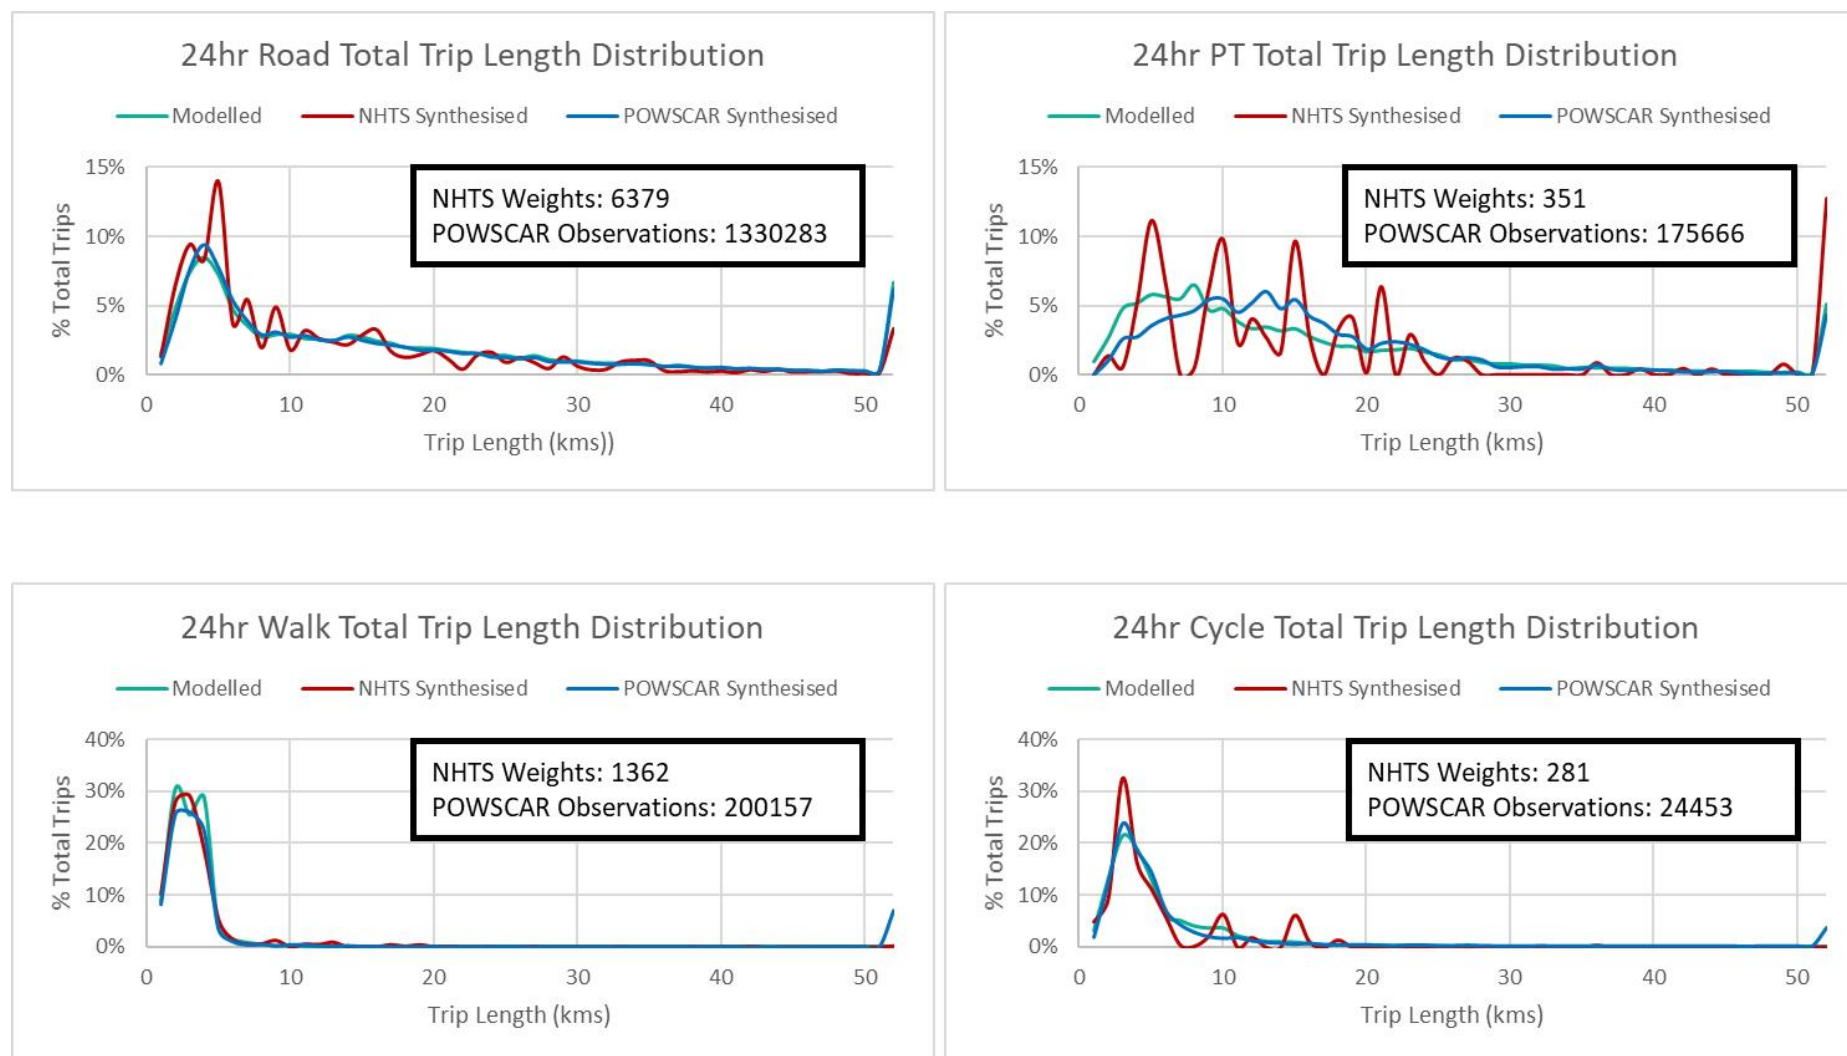 24hr Road Total Trip Length Distribution
Modelled NHTS Synthesised POWSCAR Synthesised
NHTS Weights: 6379
POWSCAR Observations: 1330283
% Total Trips
15%
10%
5%
0%
0 10 20 30 40 50
Trip Length (kms))
24hr PT Total Trip Length Distribution
Modelled NHTS Synthesised POWSCAR Synthesised
NHTS Weights: 351
POWSCAR Observations: 175666
% Total Trips
15%
10%
5%
0%
0 10 20 30 40 50
Trip Length (kms)
24hr Walk Total Trip Length Distribution
Modelled NHTS Synthesised POWSCAR Synthesised
NHTS Weights: 1362
POWSCAR Observations: 200157
% Total Trips
40%
30%
20%
10%
0%
0 10 20 30 40 50
Trip Length (kms)
24hr Cycle Total Trip Length Distribution
Modelled NHTS Synthesised POWSCAR Synthesised
NHTS Weights: 281
POWSCAR Observations: 24453
% Total Trips
40%
30%
20%
10%
0%
0 10 20 30 40 50
Trip Length (kms)